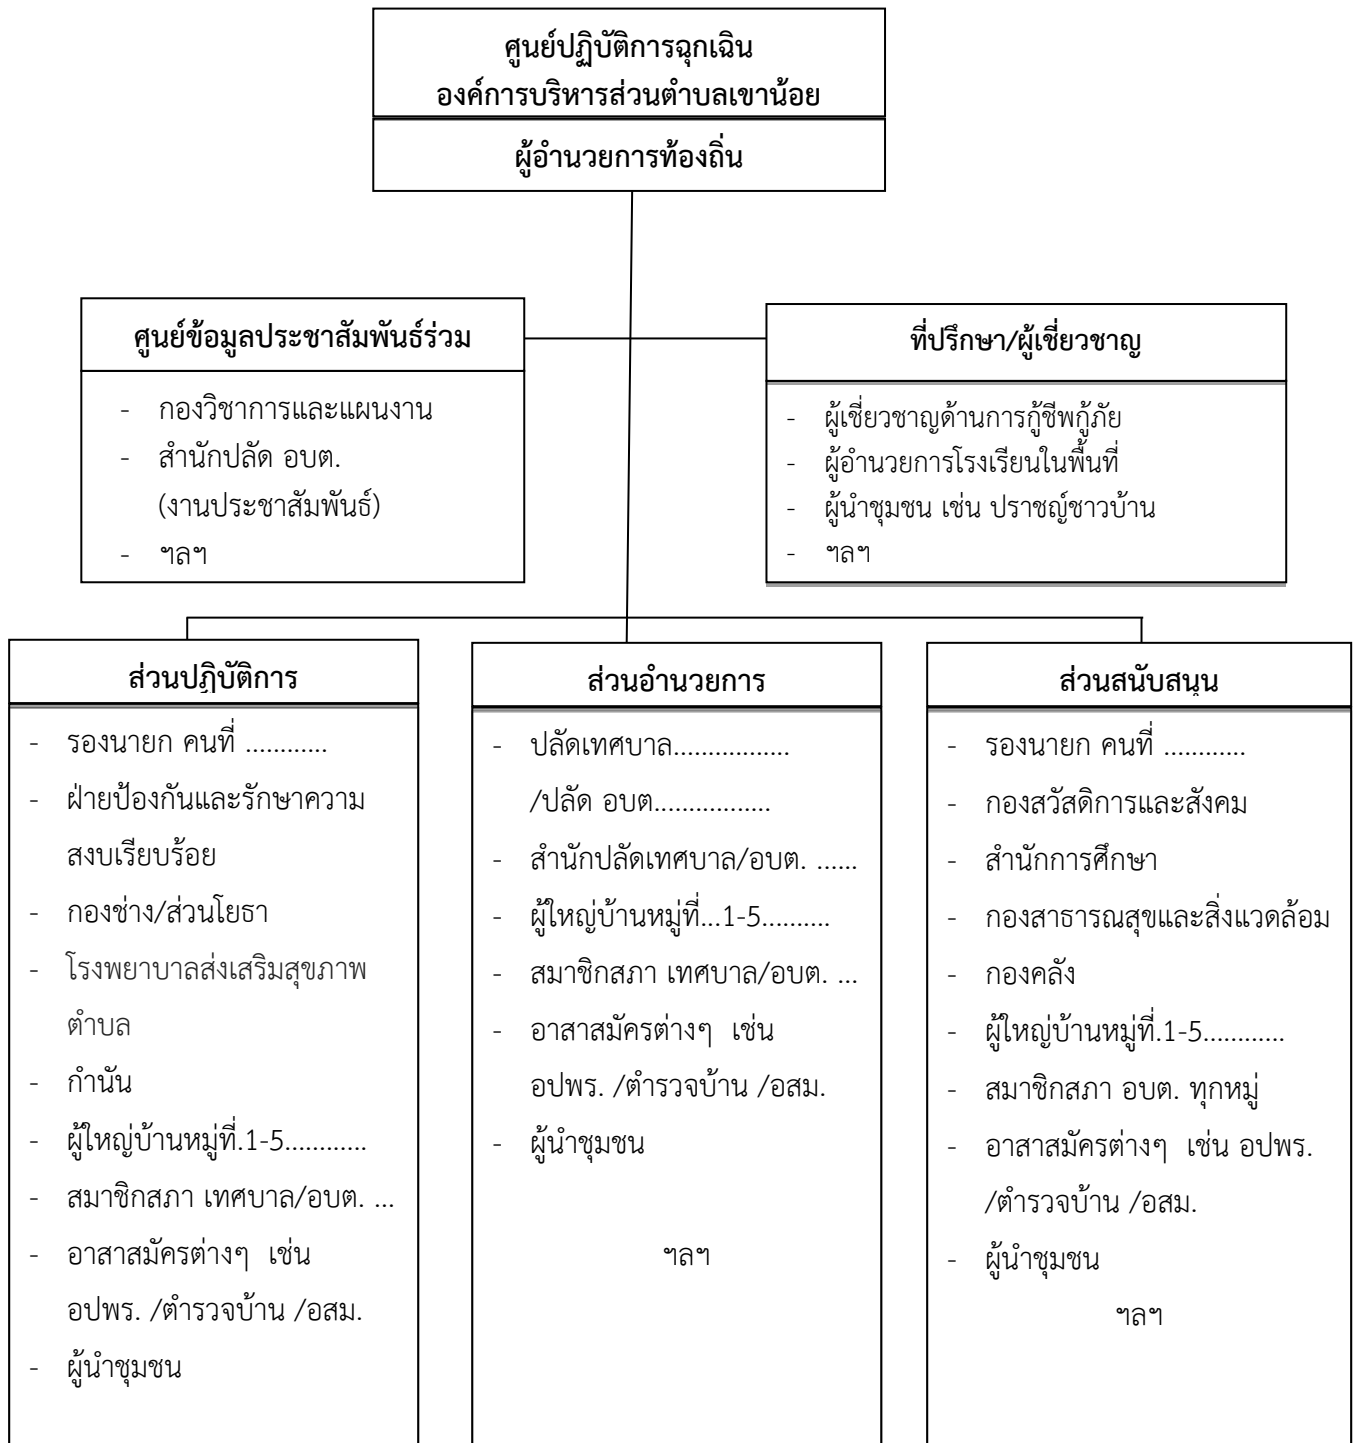 ศูนย์ปฏิบัติการฉุกเฉิน
องค์การบริหารส่วนตำบลเขาน้อย
ผู้อำนวยการท้องถิ่น
ศูนย์ข้อมูลประชาสัมพันธ์ร่วม
- กองวิชาการและแผนงาน
- สำนักปลัด อบต.
(งานประชาสัมพันธ์)
- ฯลฯ
ที่ปรึกษา/ผู้เชี่ยวชาญ
- ผู้เชี่ยวชาญด้านการกู้ชีพกู้ภัย
- ผู้อำนวยการโรงเรียนในพื้นที่
- ผู้นำชุมชน เช่น ปราชญ์ชาวบ้าน
- ฯลฯ
ส่วนปฏิบัติการ
- รองนายก คนที่ ............
- ฝ่ายป้องกันและรักษาความ
สงบเรียบร้อย
- กองช่าง/ส่วนโยธา
- โรงพยาบาลส่งเสริมสุขภาพ
ตำบล
- กำนัน
- ผู้ใหญ่บ้านหมู่ที่.1-5............
- สมาชิกสภา เทศบาล/อบต. ...
- อาสาสมัครต่างๆ เช่น
อปพร. /ตำรวจบ้าน /อสม.
- ผู้นำชุมชน
ส่วนอำนวยการ
- ปลัดเทศบาล.................
/ปลัด อบต.................
- สำนักปลัดเทศบาล/อบต. ......
- ผู้ใหญ่บ้านหมู่ที่...1-5..........
- สมาชิกสภา เทศบาล/อบต. ...
- อาสาสมัครต่างๆ เช่น
อปพร. /ตำรวจบ้าน /อสม.
- ผู้นำชุมชน
ฯลฯ
ส่วนสนับสนุน
- รองนายก คนที่ ............
- กองสวัสดิการและสังคม
- สำนักการศึกษา
- กองสาธารณสุขและสิ่งแวดล้อม
- กองคลัง
- ผู้ใหญ่บ้านหมู่ที่.1-5............
- สมาชิกสภา อบต. ทุกหมู่
- อาสาสมัครต่างๆ เช่น อปพร.
/ตำรวจบ้าน /อสม.
- ผู้นำชุมชน
ฯลฯ